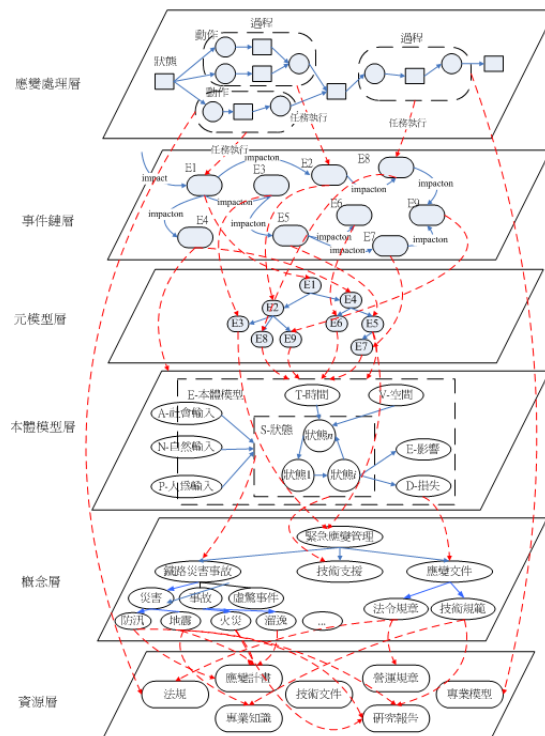 動作
過程
過程
狀態
動作
應變處理層
任務執行
任務執行
E8
E1
E3
E2
impact
impacton
impacton
impacton
E6
E9
事件鏈層
impacton
impacton
impacton
E4
E5
impacton
E7
impacton
E1
E2
E4
元模型層
E3
E6
E5
E8
E9
E7
E-本體模型
T-時間
V-空間
A-社會輸入
S-狀態
狀態n
本體模型層
N-自然輸入
E-影響
狀態1
狀態i
P-人為輸入
D-損失
緊急應變管理
鐵路災害事故
技術支援
應變文件
概念層
災害
事故
虛驚事件
法令規章
技術規範
防汛
地震
火災
溜逸
...
應變計畫
營運規章
法規
技術文件
專業模型
資源層
專業知識
研究報告